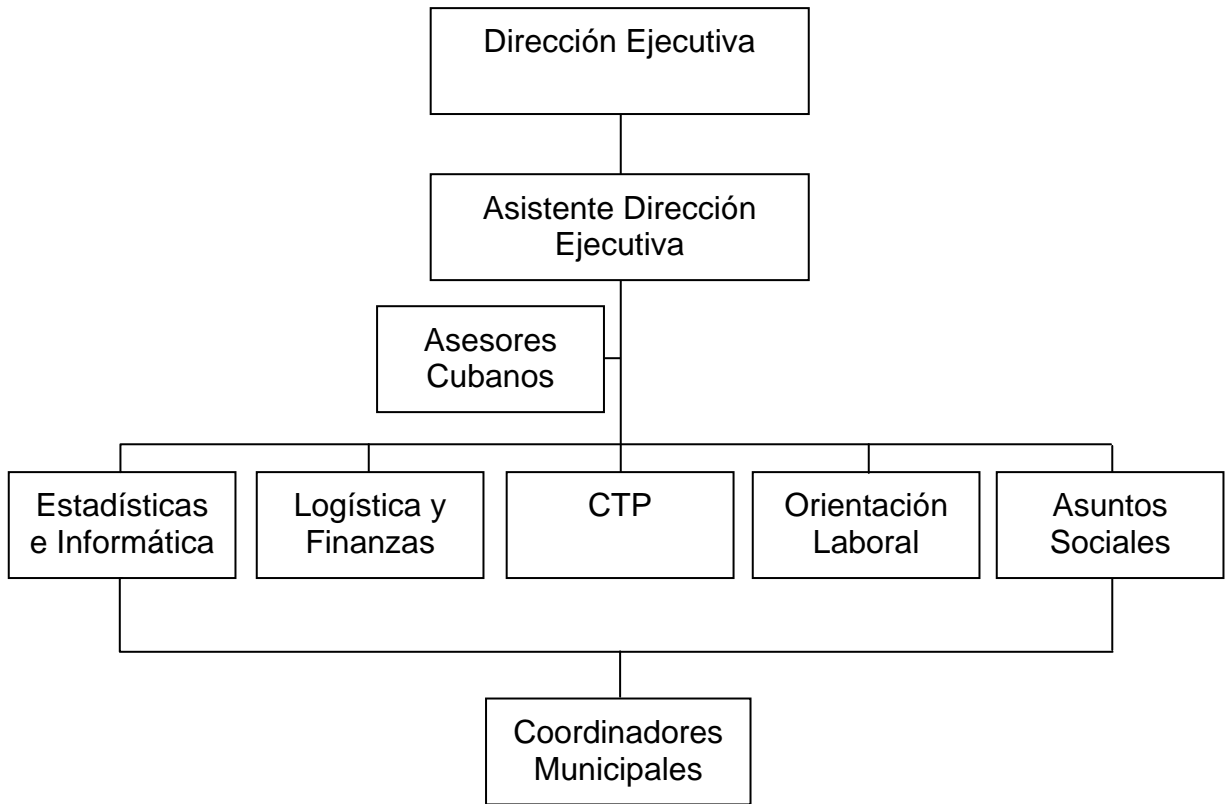 Dirección Ejecutiva
Asistente Dirección
Ejecutiva
Asesores
Cubanos
Estadísticas
e Informática
Logística y
Finanzas
CTP
Orientación
Laboral
Asuntos
Sociales
Coordinadores
Municipales